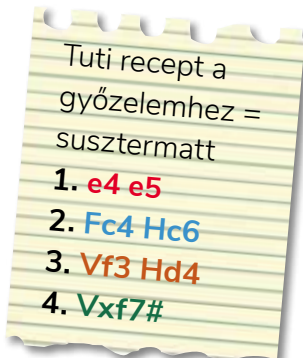 Tuti recept a
győzelemhez =
susztermatt
1. e4 e5
2. Fc4 Hc6
3. Vf3 Hd4
4. Vxf7#